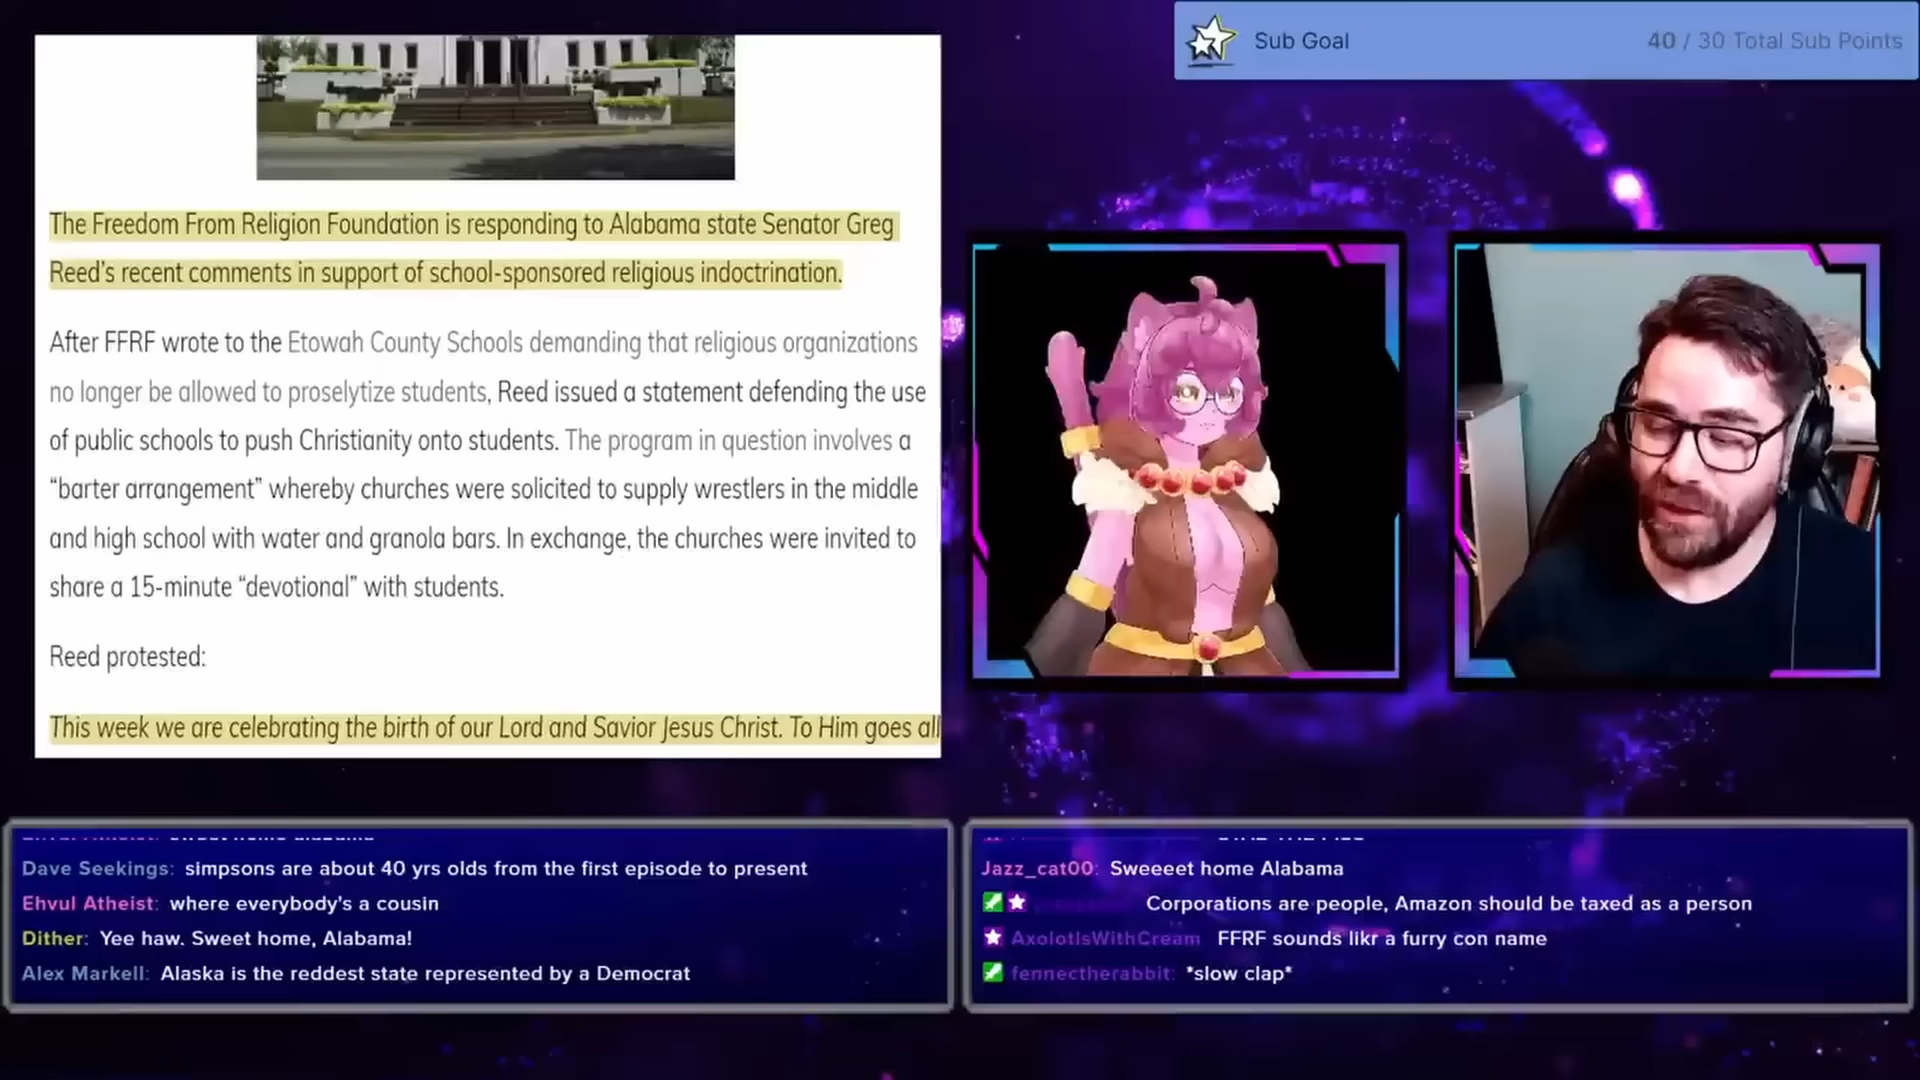 Sub Goal
40 / 30 Total Sub Points
The Freedom From Religion Foundation is responding to Alabama state Senator Greg
Reed’s recent comments in support of school-sponsored religious indoctrination.
After FFRF wrote to the Etowah County Schools demanding that religious organizations
no longer be allowed to proselytize students, Reed issued a statement defending the use
of public schools to push Christianity onto students. The program in question involves a
“barter arrangement” whereby churches were solicited to supply wrestlers in the middle
and high school with water and granola bars. In exchange, the churches were invited to
share a 15-minute “devotional” with students.
Reed protested:
This week we are celebrating the birth of our Lord and Savior Jesus Christ. To Him goes all
Dave Seekings: simpsons are about 40 yrs olds from the first episode to present
Ehvul Atheist: where everybody's a cousin
Dither: Yee haw. Sweet home, Alabama!
Alex Markell: Alaska is the reddest state represented by a Democrat
Jazz_cat00: Sweeeet home Alabama
Corporations are people, Amazon should be taxed as a person
AxolotlsWithCream FFRF sounds likr a furry con name
fennectherabbit: *slow clap*